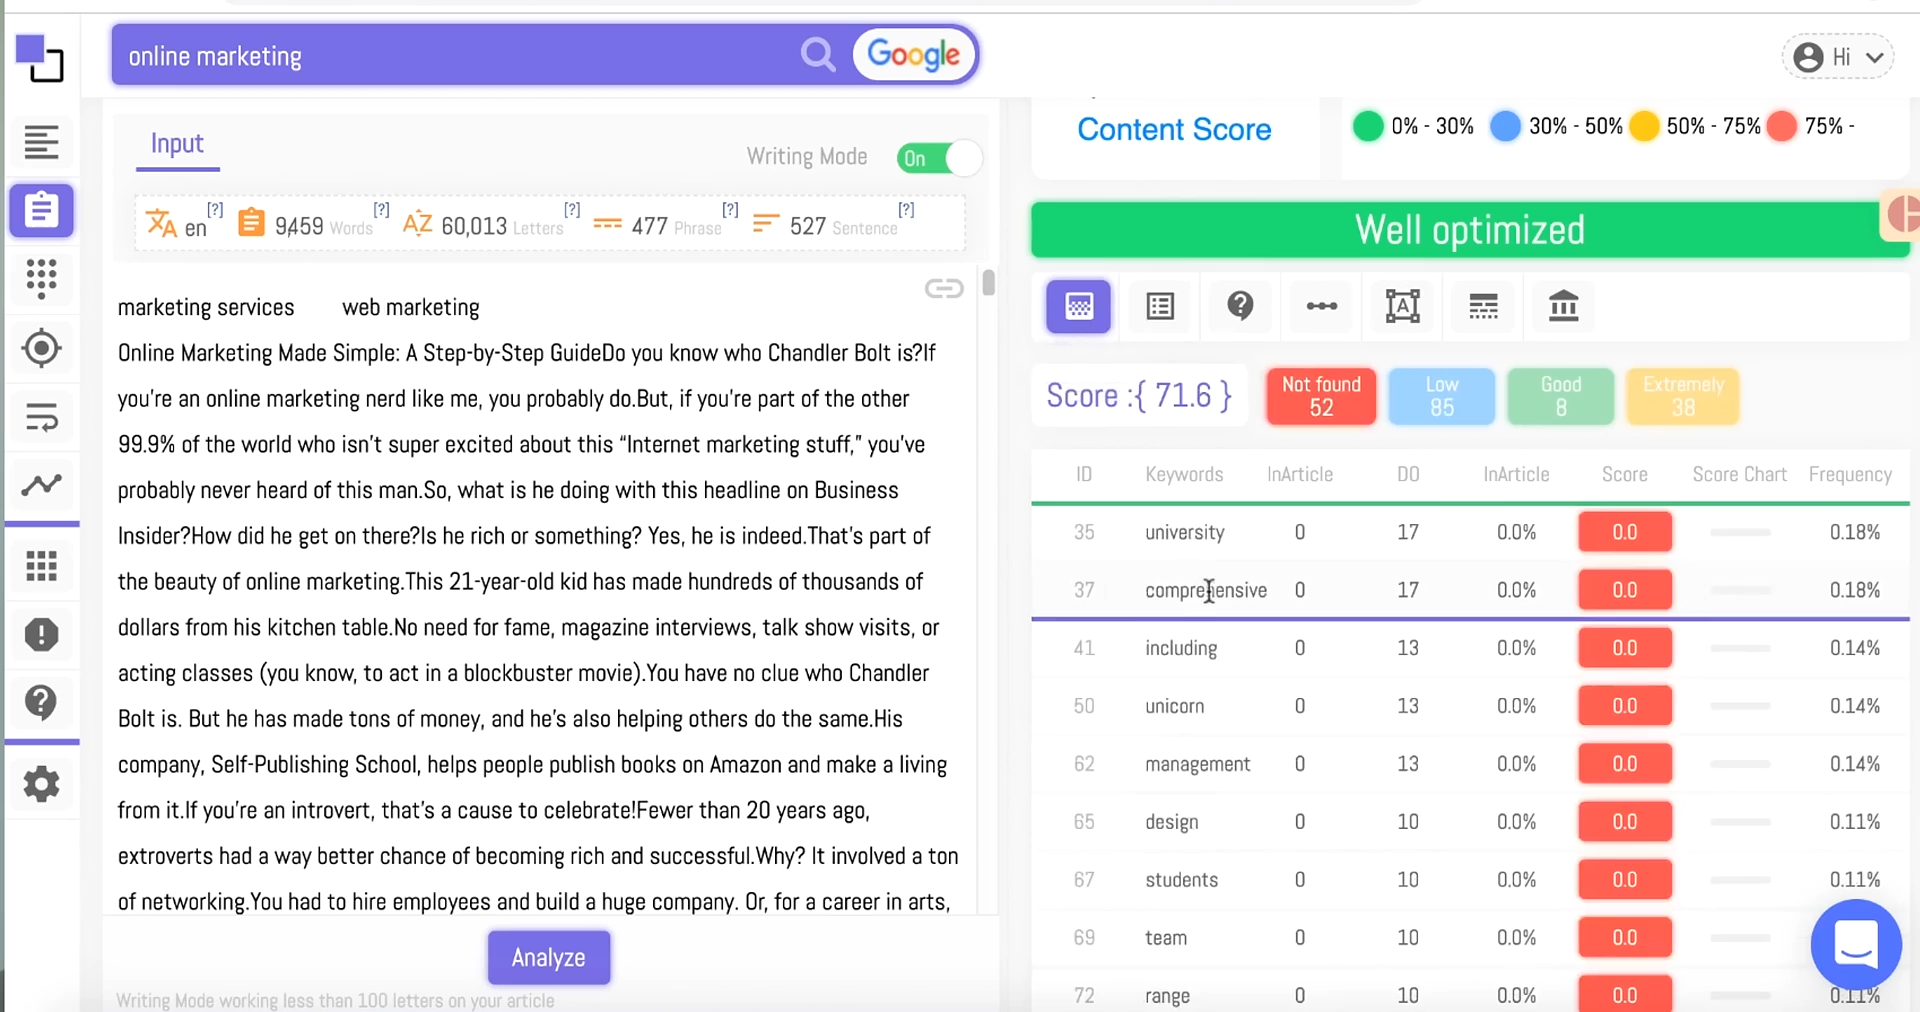 online marketing
Google
Hi
Input
Writing Mode
On
en [?]
9,459 Words [?]
AZ 60,013 Letters [?]
477 Phrase [?]
527 Sentence [?]
marketing services web marketing
Online Marketing Made Simple: A Step-by-Step GuideDo you know who Chandler Bolt is?If
you're an online marketing nerd like me, you probably do.But, if you're part of the other
99.9% of the world who isn't super excited about this “Internet marketing stuff,” you've
probably never heard of this man.So, what is he doing with this headline on Business
Insider?How did he get on there?Is he rich or something? Yes, he is indeed.That's part of
the beauty of online marketing.This 21-year-old kid has made hundreds of thousands of
dollars from his kitchen table.No need for fame, magazine interviews, talk show visits, or
acting classes (you know, to act in a blockbuster movie).You have no clue who Chandler
Bolt is. But he has made tons of money, and he's also helping others do the same.His
company, Self-Publishing School, helps people publish books on Amazon and make a living
from it.If you're an introvert, that's a cause to celebrate!Fewer than 20 years ago,
extroverts had a way better chance of becoming rich and successful.Why? It involved a ton
of networking.You had to hire employees and build a huge company. Or, for a career in arts,
Analyze
Writing Mode working less than 100 letters on your article
Content Score
0% - 30% 30% - 50% 50% - 75% 75% -
Well optimized
A
Score :{ 71.6 }
Not found 52
Low 85
Good 8
Extremely 38
ID Keywords InArticle DO InArticle Score Score Chart Frequency
35 university 0 17 0.0% 0.0 0.18%
37 comprehensive 0 17 0.0% 0.0 0.18%
41 including 0 13 0.0% 0.0 0.14%
50 unicorn 0 13 0.0% 0.0 0.14%
62 management 0 13 0.0% 0.0 0.14%
65 design 0 10 0.0% 0.0 0.11%
67 students 0 10 0.0% 0.0 0.11%
69 team 0 10 0.0% 0.0
72 range 0 10 0.0% 0.0 0.11%